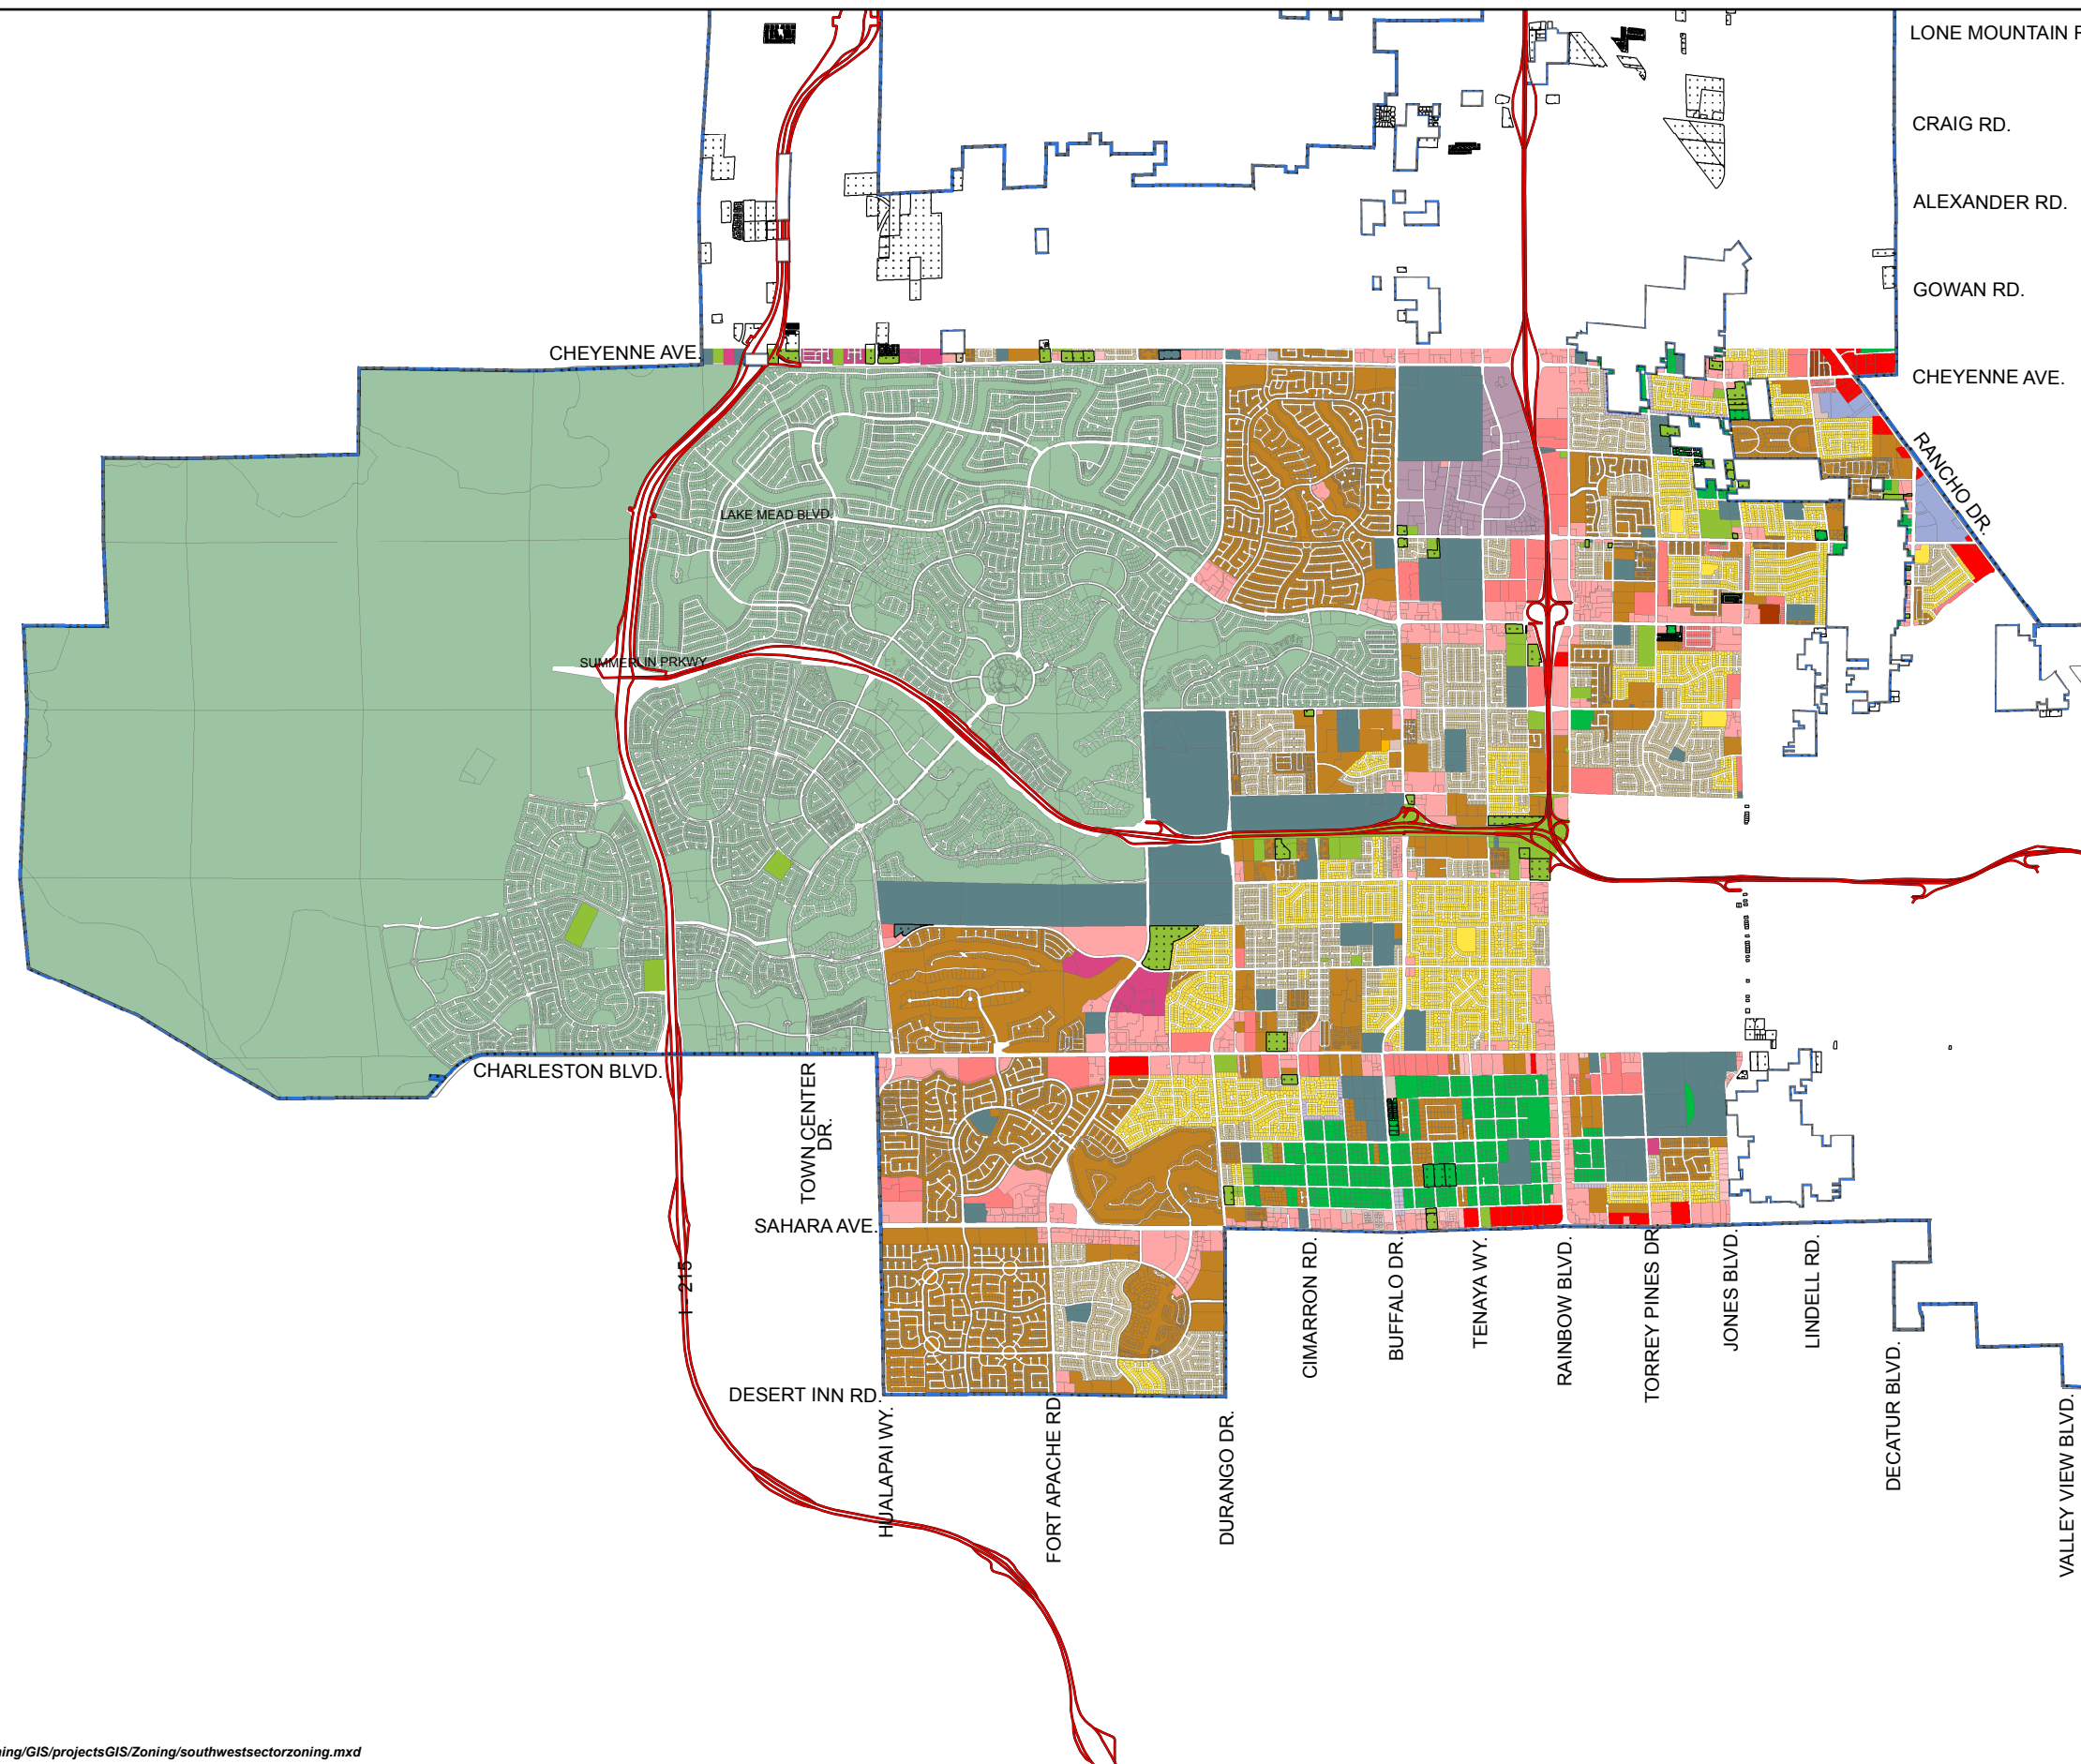 LONE MOUNTAIN R
CRAIG RD.
ALEXANDER RD.
GOWAN RD.
CHEYENNE AVE.
CHEYENNE AVE.
RANCHO DR.
LAKE MEAD BLVD.
SUMMERLIN PRKWY
CHARLESTON BLVD.
TOWN CENTER
DR.
SAHARA AVE.
I - 215
DESERT INN RD.
HUALAPAI WY.
FORT APACHE RD
DURANGO DR.
CIMARRON RD.
BUFFALO DR.
TENAYA WY.
RAINBOW BLVD.
TORREY PINES DR.
JONES BLVD.
LINDELL RD.
DECATUR BLVD.
VALLEY VIEW BLVD.
ning/GIS/projectsGIS/Zoning/southwestsectorzoning.mxd